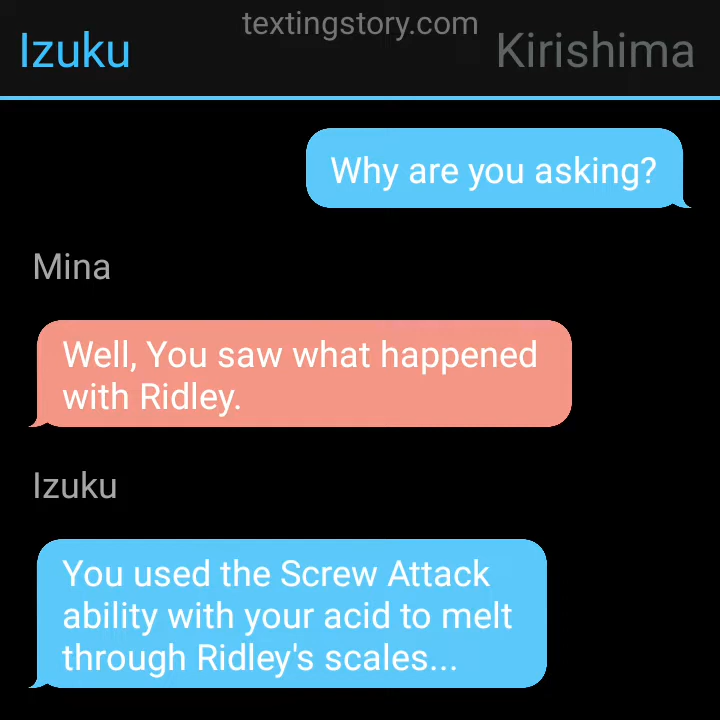 textingstory.com
Izuku
Kirishima
Why are you asking?
Mina
Well, You saw what happened
with Ridley.
Izuku
You used the Screw Attack
ability with your acid to melt
through Ridley's scales...